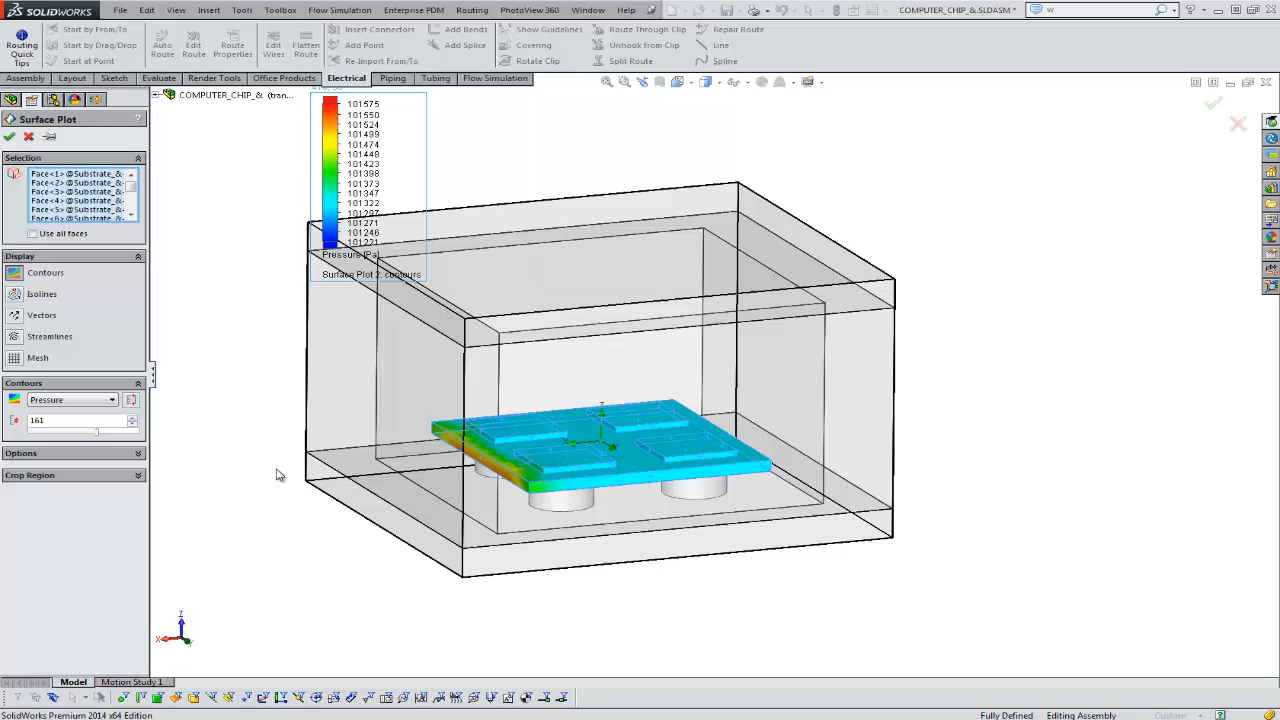 SOLIDWORKS File Edit View Insert Tools Toolbox Flow Simulation Enterprise PDM Routing PhotoView 360 Window Help COMPUTER_CHIP_&.SLDASM * w
Routing Quick Tips
Start by From/To
Start by Drag/Drop
Start at Point
Auto Route
Edit Route
Route Properties
Insert Connectors
Add Point
Re-Import From/To
Edit Wires
Flatten Route
Add Bends
Add Splice
Show Guidelines
Covering
Rotate Clip
Route Through Clip
Unhook from Clip
Split Route
Repair Route
Line
Spline
Assembly Layout Sketch Evaluate Render Tools Office Products Electrical Piping Tubing Flow Simulation
COMPUTER_CHIP_& (tran...
Surface Plot ?
Selection
Face<1> @Substrate_&-
Face<2> @Substrate_&-
Face<3> @Substrate_&-
Face<4> @Substrate_&-
Face<5> @Substrate_&-
Face<6> @Substrate_&-
Use all faces
Display
Contours
Isolines
Vectors
Streamlines
Mesh
Contours
Pressure
161
Options
Crop Region
101575
101550
101524
101499
101474
101448
101423
101398
101373
101347
101322
101297
101271
101246
101221
Pressure [Pa]
Surface Plot 2: contours
Z
X
Z
X
Y
Model Motion Study 1
SolidWorks Premium 2014 x64 Edition Fully Defined Editing Assembly Custom